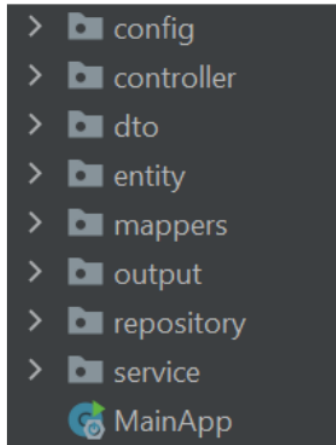 config
controller
dto
entity
mappers
output
repository
service
MainApp